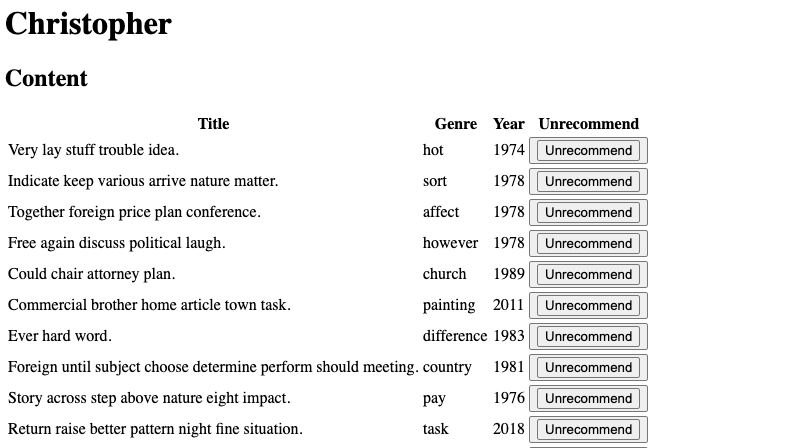 Christopher
Content
Title Genre Year Unrecommend
Very lay stuff trouble idea. hot 1974 Unrecommend
Indicate keep various arrive nature matter. sort 1978 Unrecommend
Together foreign price plan conference. affect 1978 Unrecommend
Free again discuss political laugh. however 1978 Unrecommend
Could chair attorney plan. church 1989 Unrecommend
Commercial brother home article town task. painting 2011 Unrecommend
Ever hard word. difference 1983 Unrecommend
Foreign until subject choose determine perform should meeting. country 1981 Unrecommend
Story across step above nature eight impact. pay 1976 Unrecommend
Return raise better pattern night fine situation. task 2018 Unrecommend